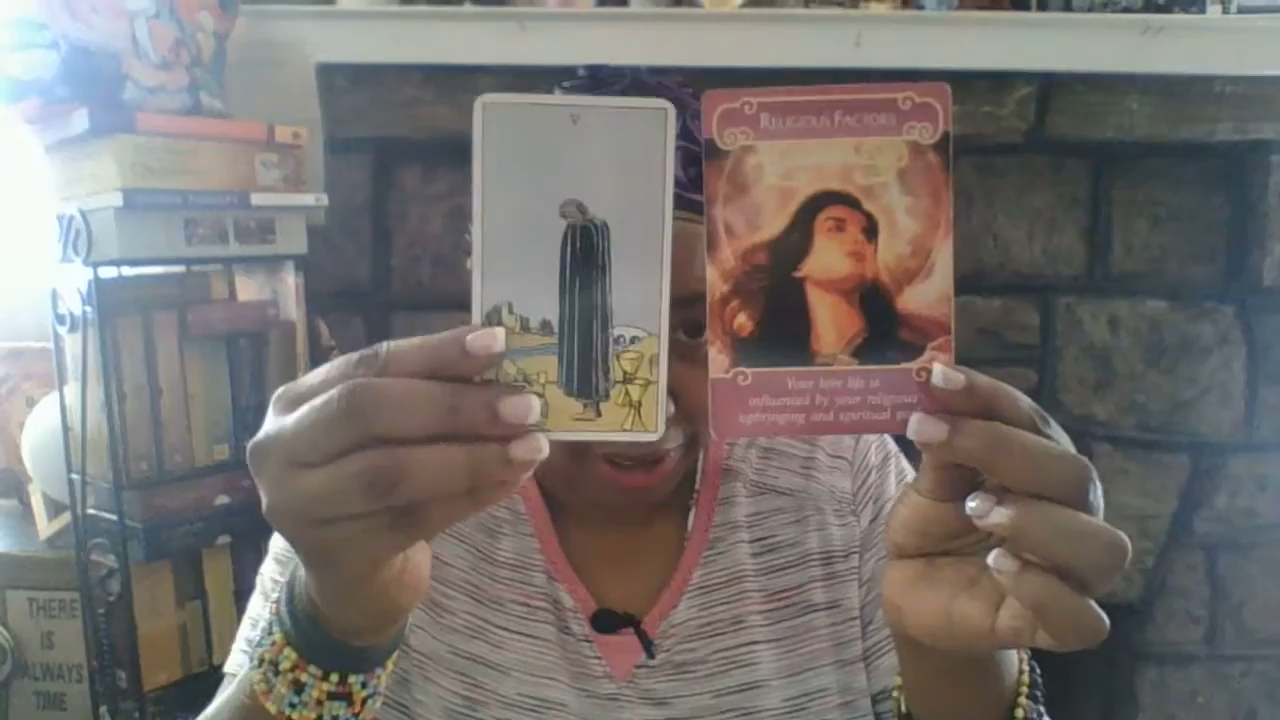 V
RELIGIOUS FACTORS
Your love life is
influenced by your religious
upbringing and spiritual
THERE
IS
ALWAYS
TIME